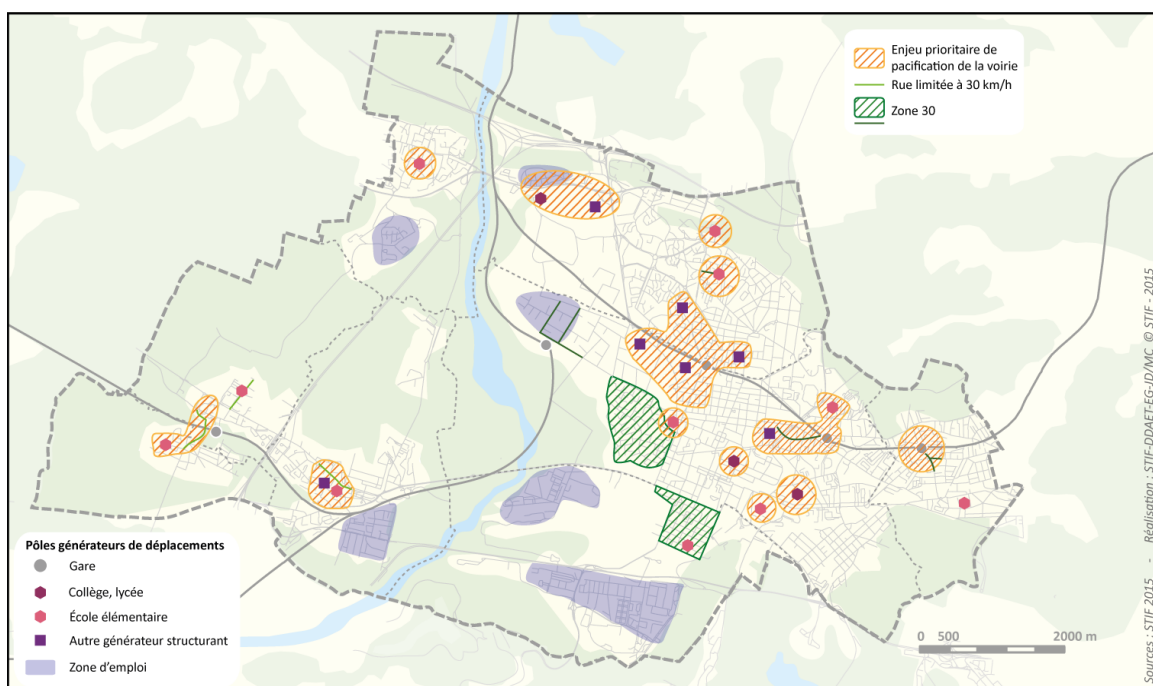 Enjeu prioritaire de
pacification de la voirie
Rue limitée à 30 km/h
Zone 30
Pôles générateurs de déplacements
Gare
Collège, lycée
École élémentaire
Autre générateur structurant
Zone d'emploi
0 500 2000 m
Sources : STIF 2015 - Réalisation : STIF-DDAET-EG-JD/MC © STIF - 2015